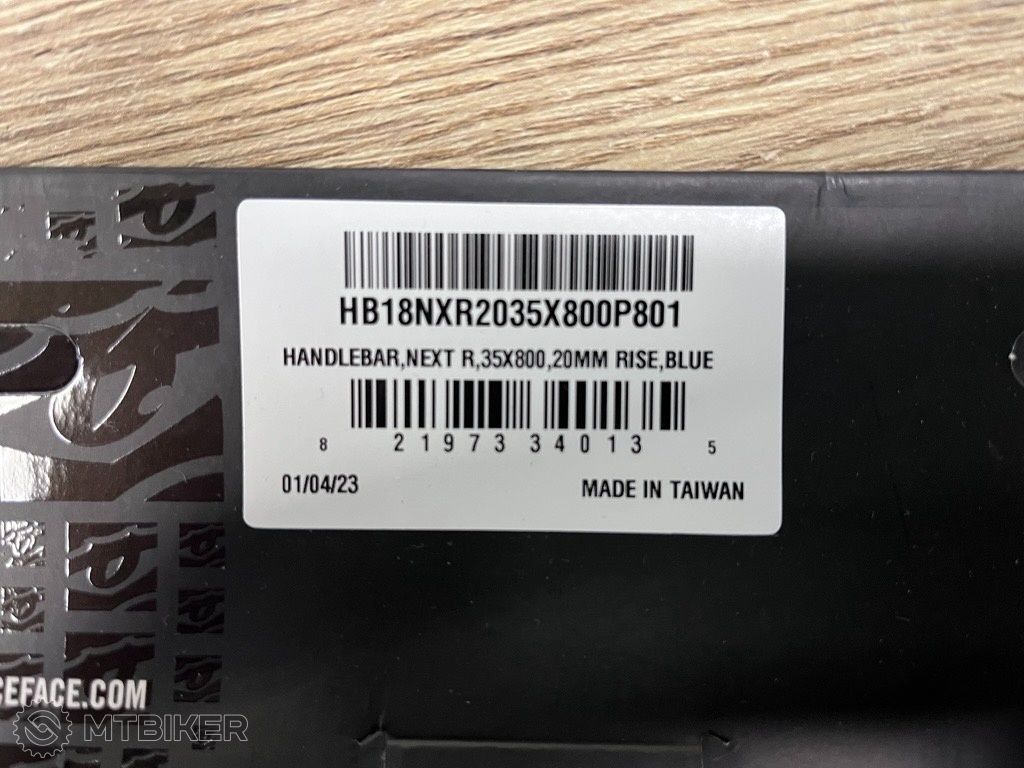 HB18NXR2035X800P801
HANDLEBAR,NEXT R,35X800,20MM RISE,BLUE
8 21973 34013 5
01/04/23 MADE IN TAIWAN
CEFACE.COM
MTBIKER